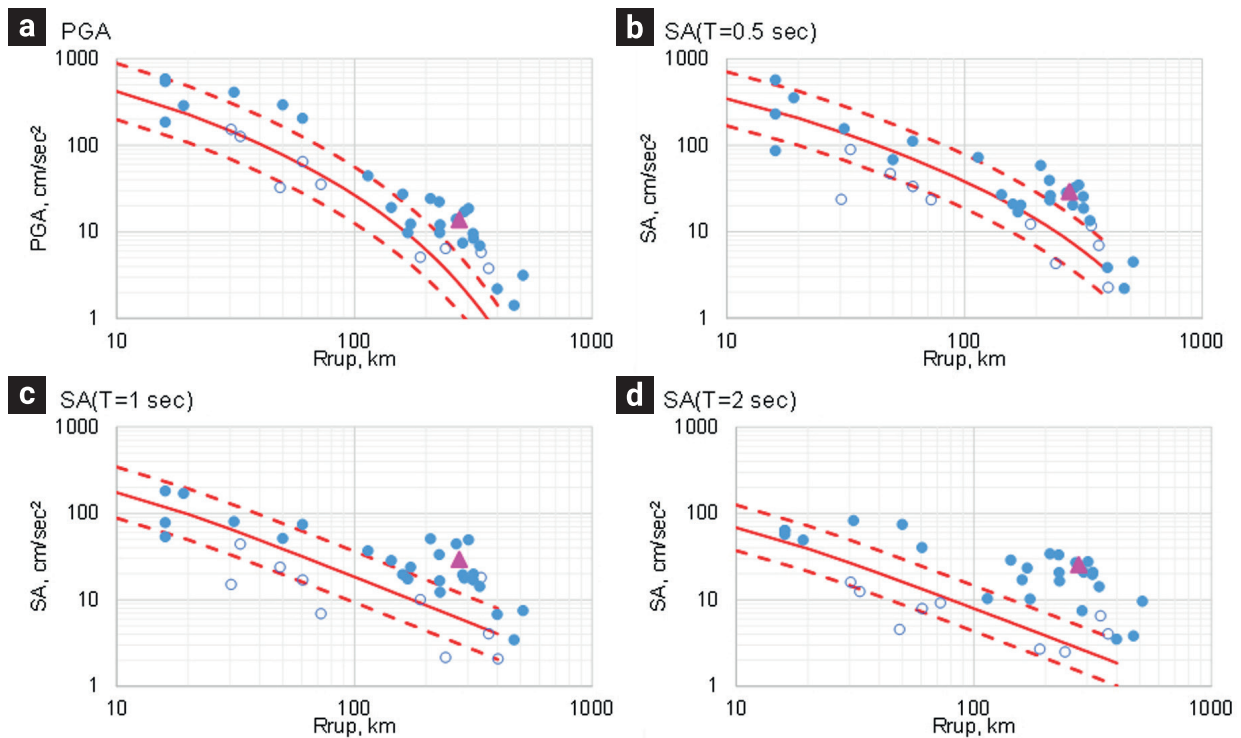 a PGA
1000
100
10
1
10 100 1000
PGA, cm/sec²
Rrup, km
b SA(T=0.5 sec)
1000
100
10
1
10 100 1000
SA, cm/sec²
Rrup, km
c SA(T=1 sec)
1000
100
10
1
10 100 1000
SA, cm/sec²
Rrup, km
d SA(T=2 sec)
1000
100
10
1
10 100 1000
SA, cm/sec²
Rrup, km